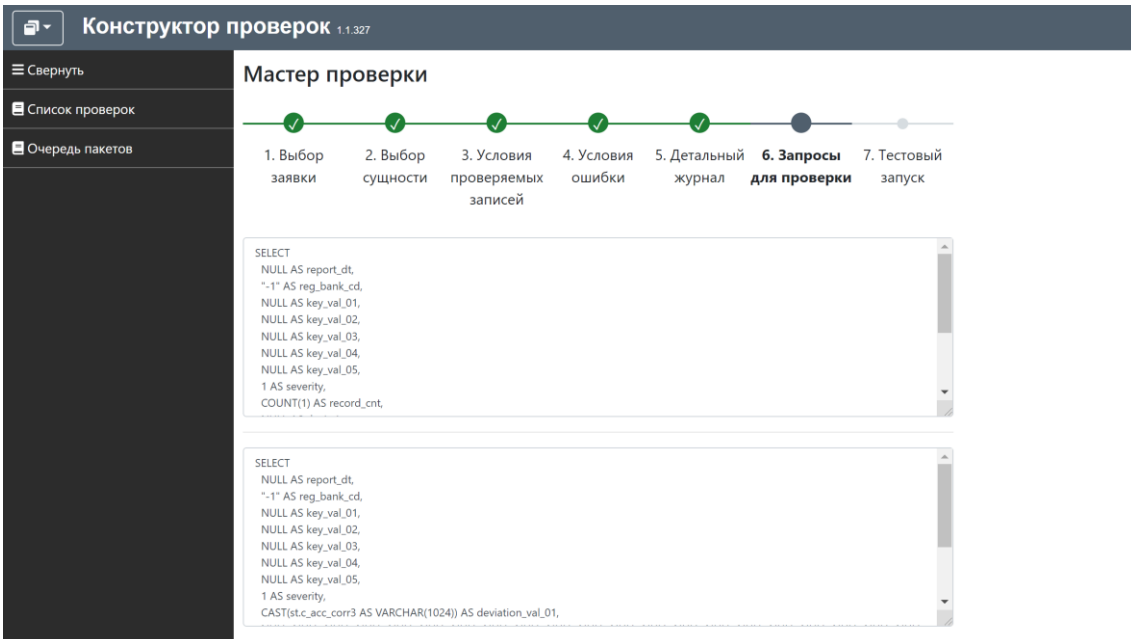 Конструктор проверок 1.1.327
Свернуть
Список проверок
Очередь пакетов
Мастер проверки
1. Выбор заявки
2. Выбор сущности
3. Условия проверяемых записей
4. Условия ошибки
5. Детальный журнал
6. Запросы для проверки
7. Тестовый запуск
SELECT
NULL AS report_dt,
"-1" AS reg_bank_cd,
NULL AS key_val_01,
NULL AS key_val_02,
NULL AS key_val_03,
NULL AS key_val_04,
NULL AS key_val_05,
1 AS severity,
COUNT(1) AS record_cnt,
SELECT
NULL AS report_dt,
"-1" AS reg_bank_cd,
NULL AS key_val_01,
NULL AS key_val_02,
NULL AS key_val_03,
NULL AS key_val_04,
NULL AS key_val_05,
1 AS severity,
CAST(st.c_acc_corr3 AS VARCHAR(1024)) AS deviation_val_01,